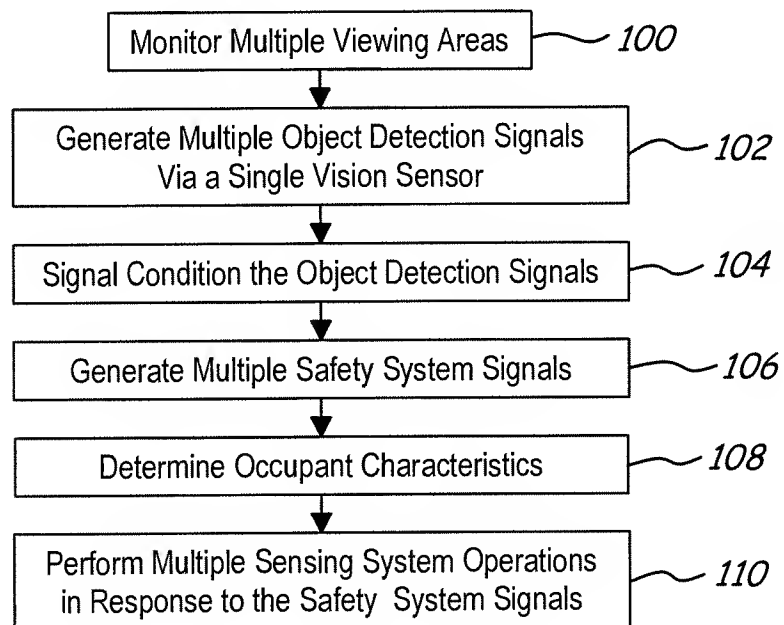 Monitor Multiple Viewing Areas 100
Generate Multiple Object Detection Signals
Via a Single Vision Sensor
102
Signal Condition the Object Detection Signals 104
Generate Multiple Safety System Signals 106
Determine Occupant Characteristics 108
Perform Multiple Sensing System Operations
in Response to the Safety System Signals
110